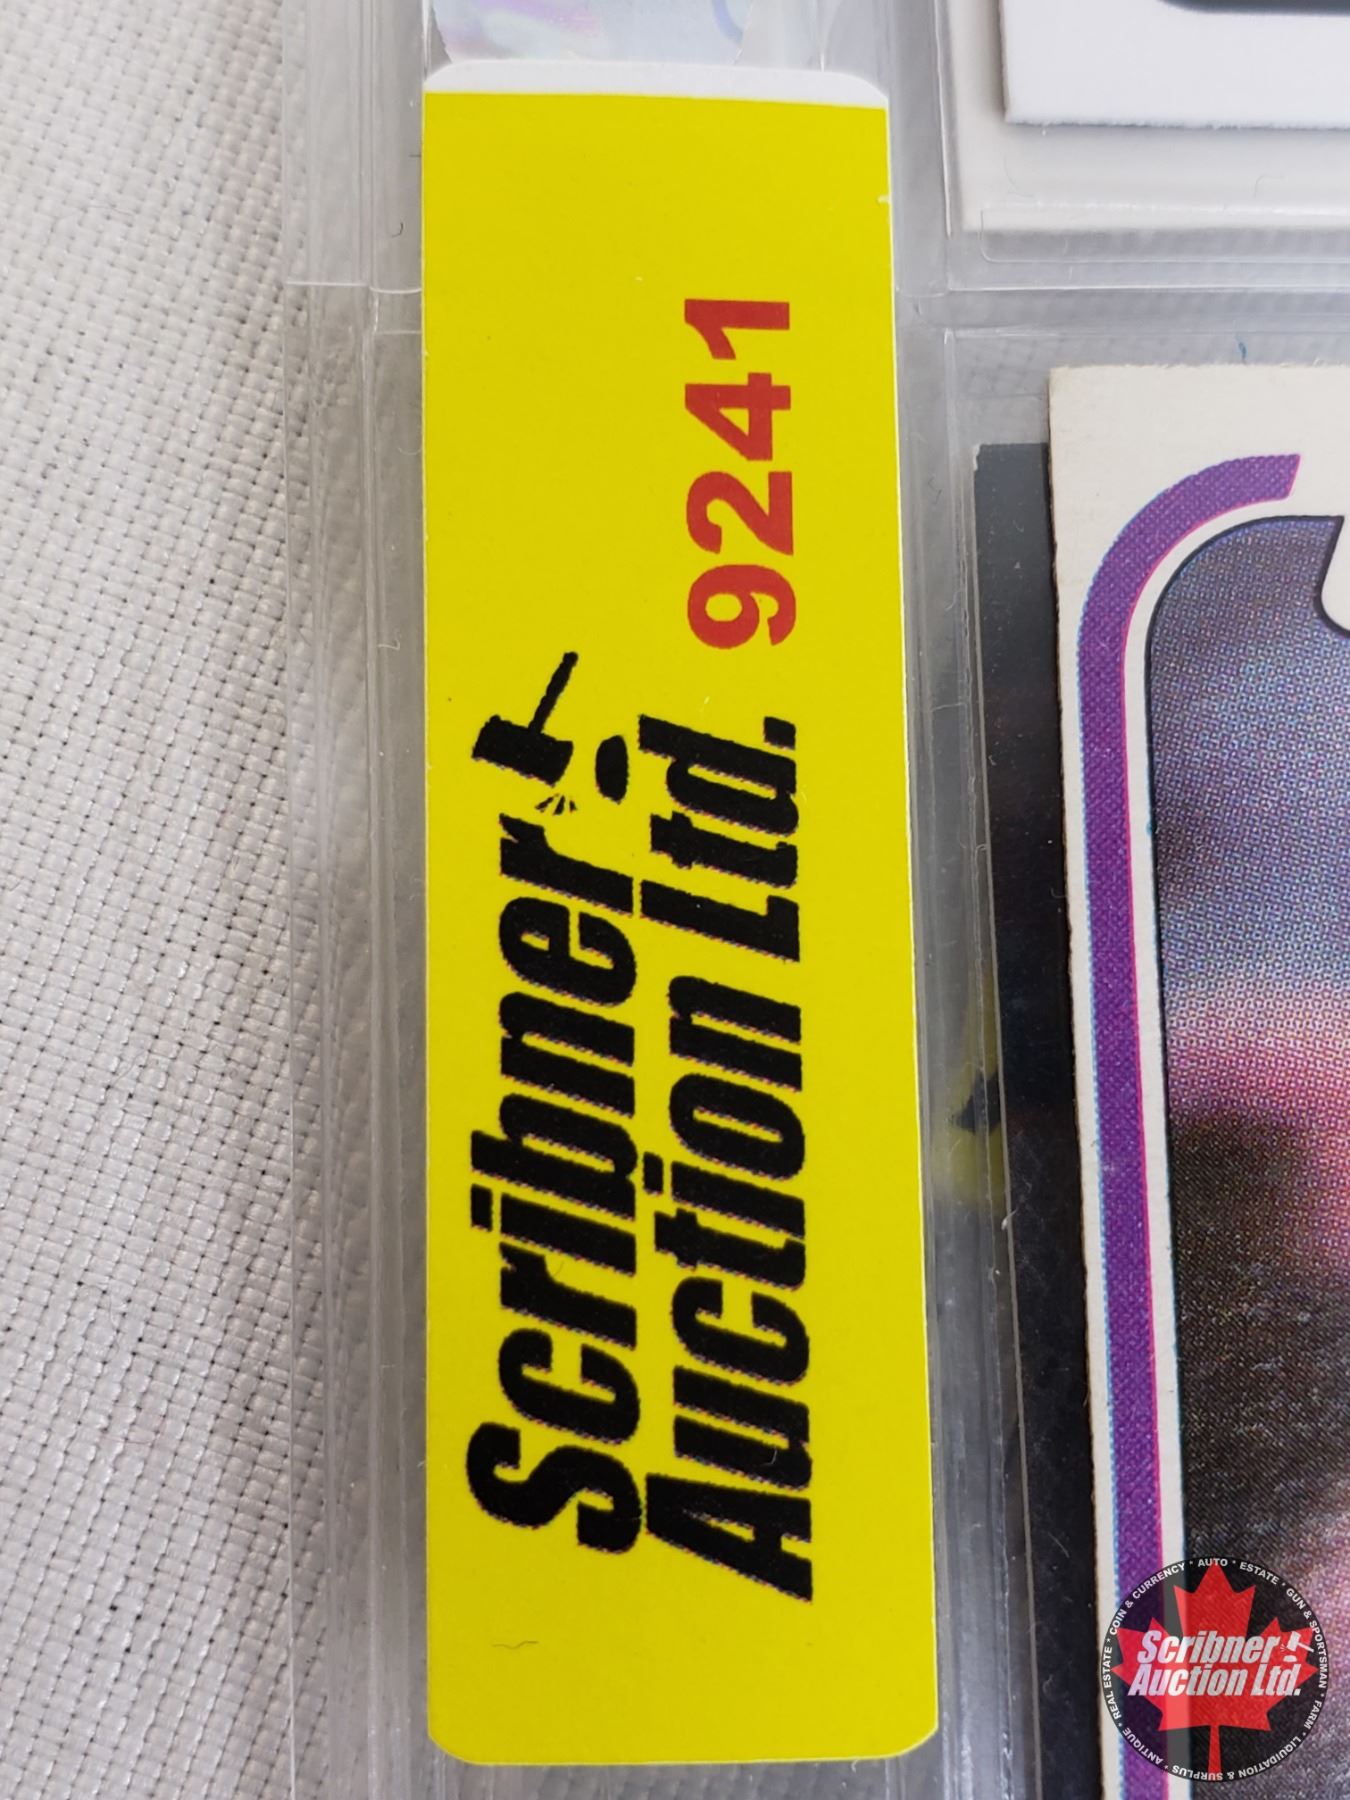 Scribner
Auction Ltd. 9241
REAL ESTATE * COIN & CURRENCY * AUTO * ESTATE * GUN & SPORTSMAN * FARM * LIQUIDATION & SURPLUS * ANTIQUE *
Scribner
Auction Ltd.